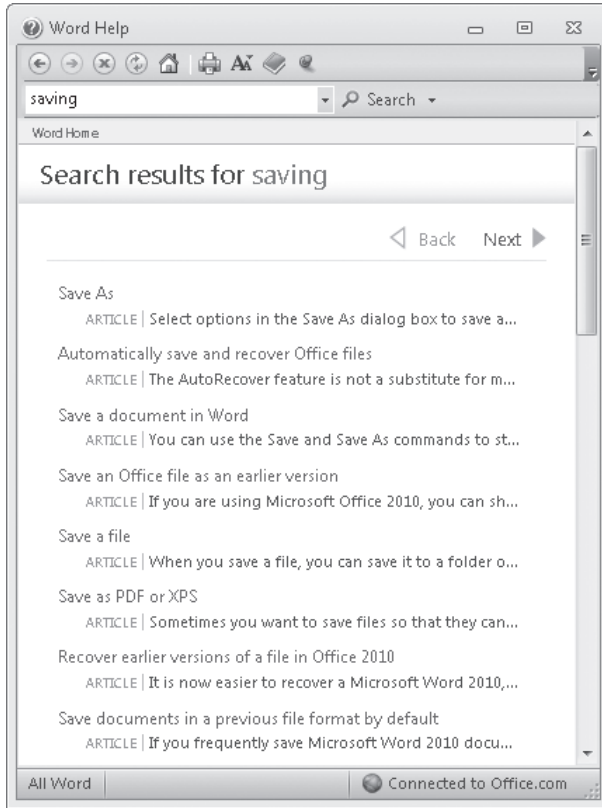 Word Help
saving
Search
Word Home
Search results for saving
Back Next
Save As
ARTICLE | Select options in the Save As dialog box to save a...
Automatically save and recover Office files
ARTICLE | The AutoRecover feature is not a substitute for m...
Save a document in Word
ARTICLE | You can use the Save and Save As commands to st...
Save an Office file as an earlier version
ARTICLE | If you are using Microsoft Office 2010, you can sh...
Save a file
ARTICLE | When you save a file, you can save it to a folder o...
Save as PDF or XPS
ARTICLE | Sometimes you want to save files so that they can...
Recover earlier versions of a file in Office 2010
ARTICLE | It is now easier to recover a Microsoft Word 2010,...
Save documents in a previous file format by default
ARTICLE | If you frequently save Microsoft Word 2010 docu...
All Word Connected to Office.com